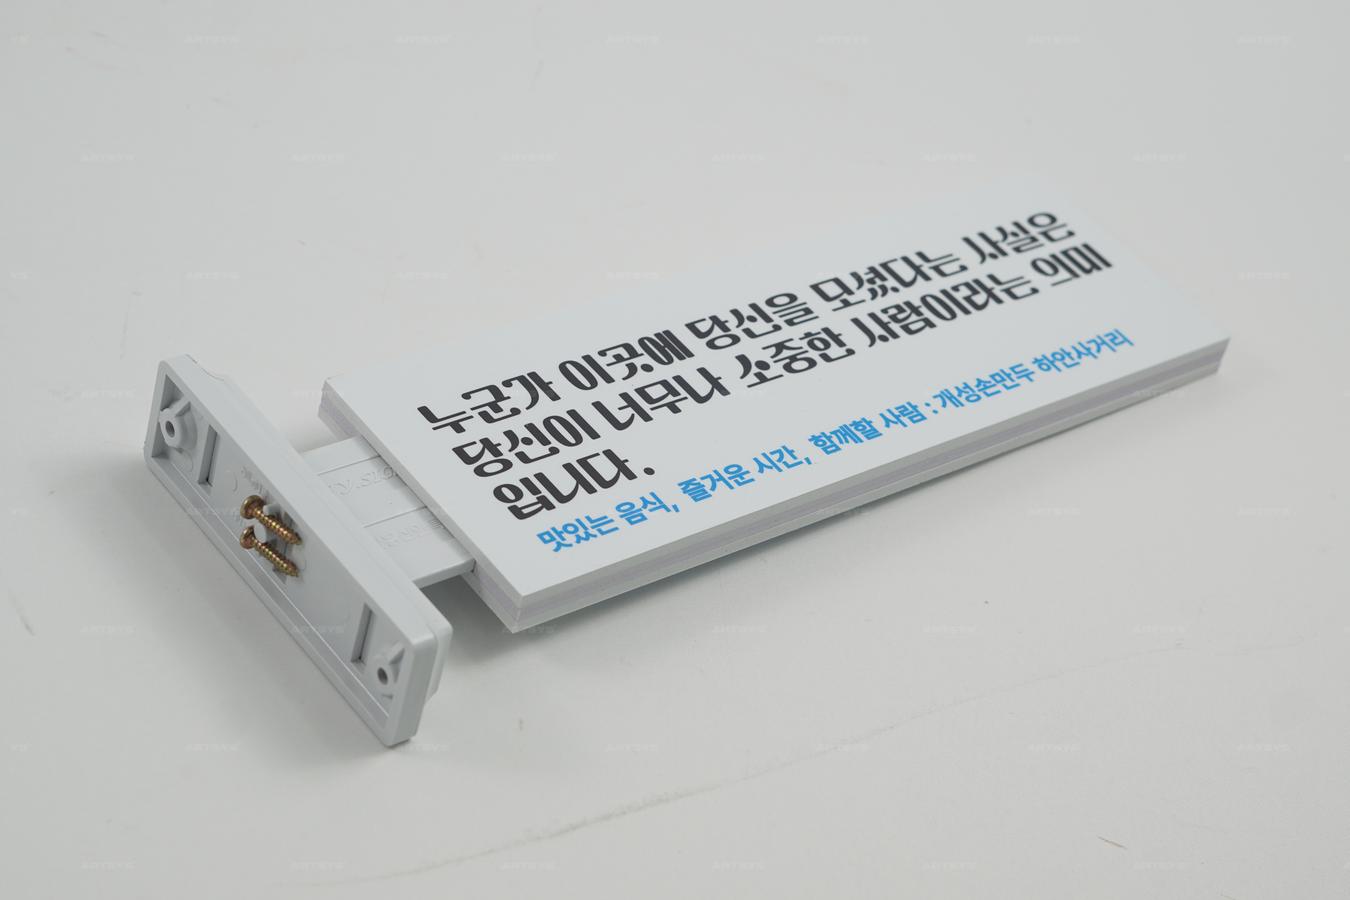 누군가 이곳에 당신을 모셨다는 사실은
당신이 너무나 소중한 사람이라는 의미
입니다.
맛있는 음식, 즐거운 시간, 함께할 사람 : 개성손만두 하안사거리
ARTSYS